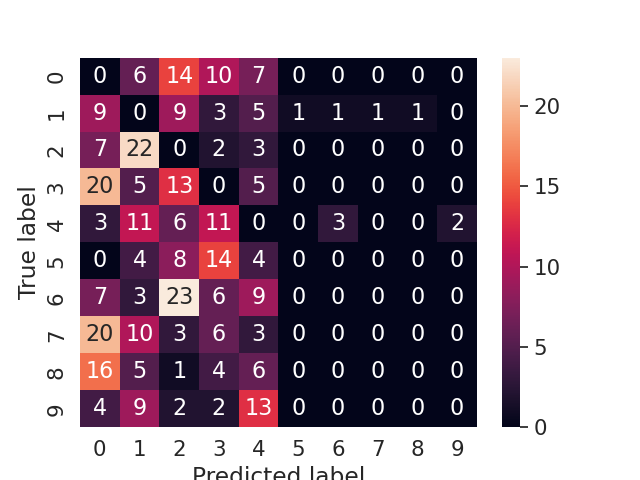 0 0 6 14 10 7 0 0 0 0 0
1 9 0 9 3 5 1 1 1 1 0
2 7 22 0 2 3 0 0 0 0 0
3 20 5 13 0 5 0 0 0 0 0
4 3 11 6 11 0 0 3 0 0 2
5 0 4 8 14 4 0 0 0 0 0
6 7 3 23 6 9 0 0 0 0 0
7 20 10 3 6 3 0 0 0 0 0
8 16 5 1 4 6 0 0 0 0 0
9 4 9 2 2 13 0 0 0 0 0
0 1 2 3 4 5 6 7 8 9
Predicted label
True label
20
15
10
5
0